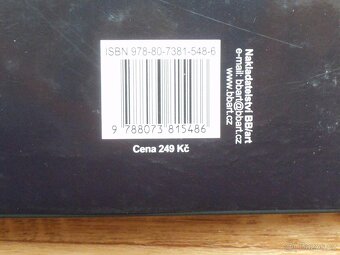 ISBN 978-80-7381-548-6
9 788073 815486
Cena 249 Kč
Nakladatelství BB/art
e-mail: bbart@bbart.cz
www.bbart.cz